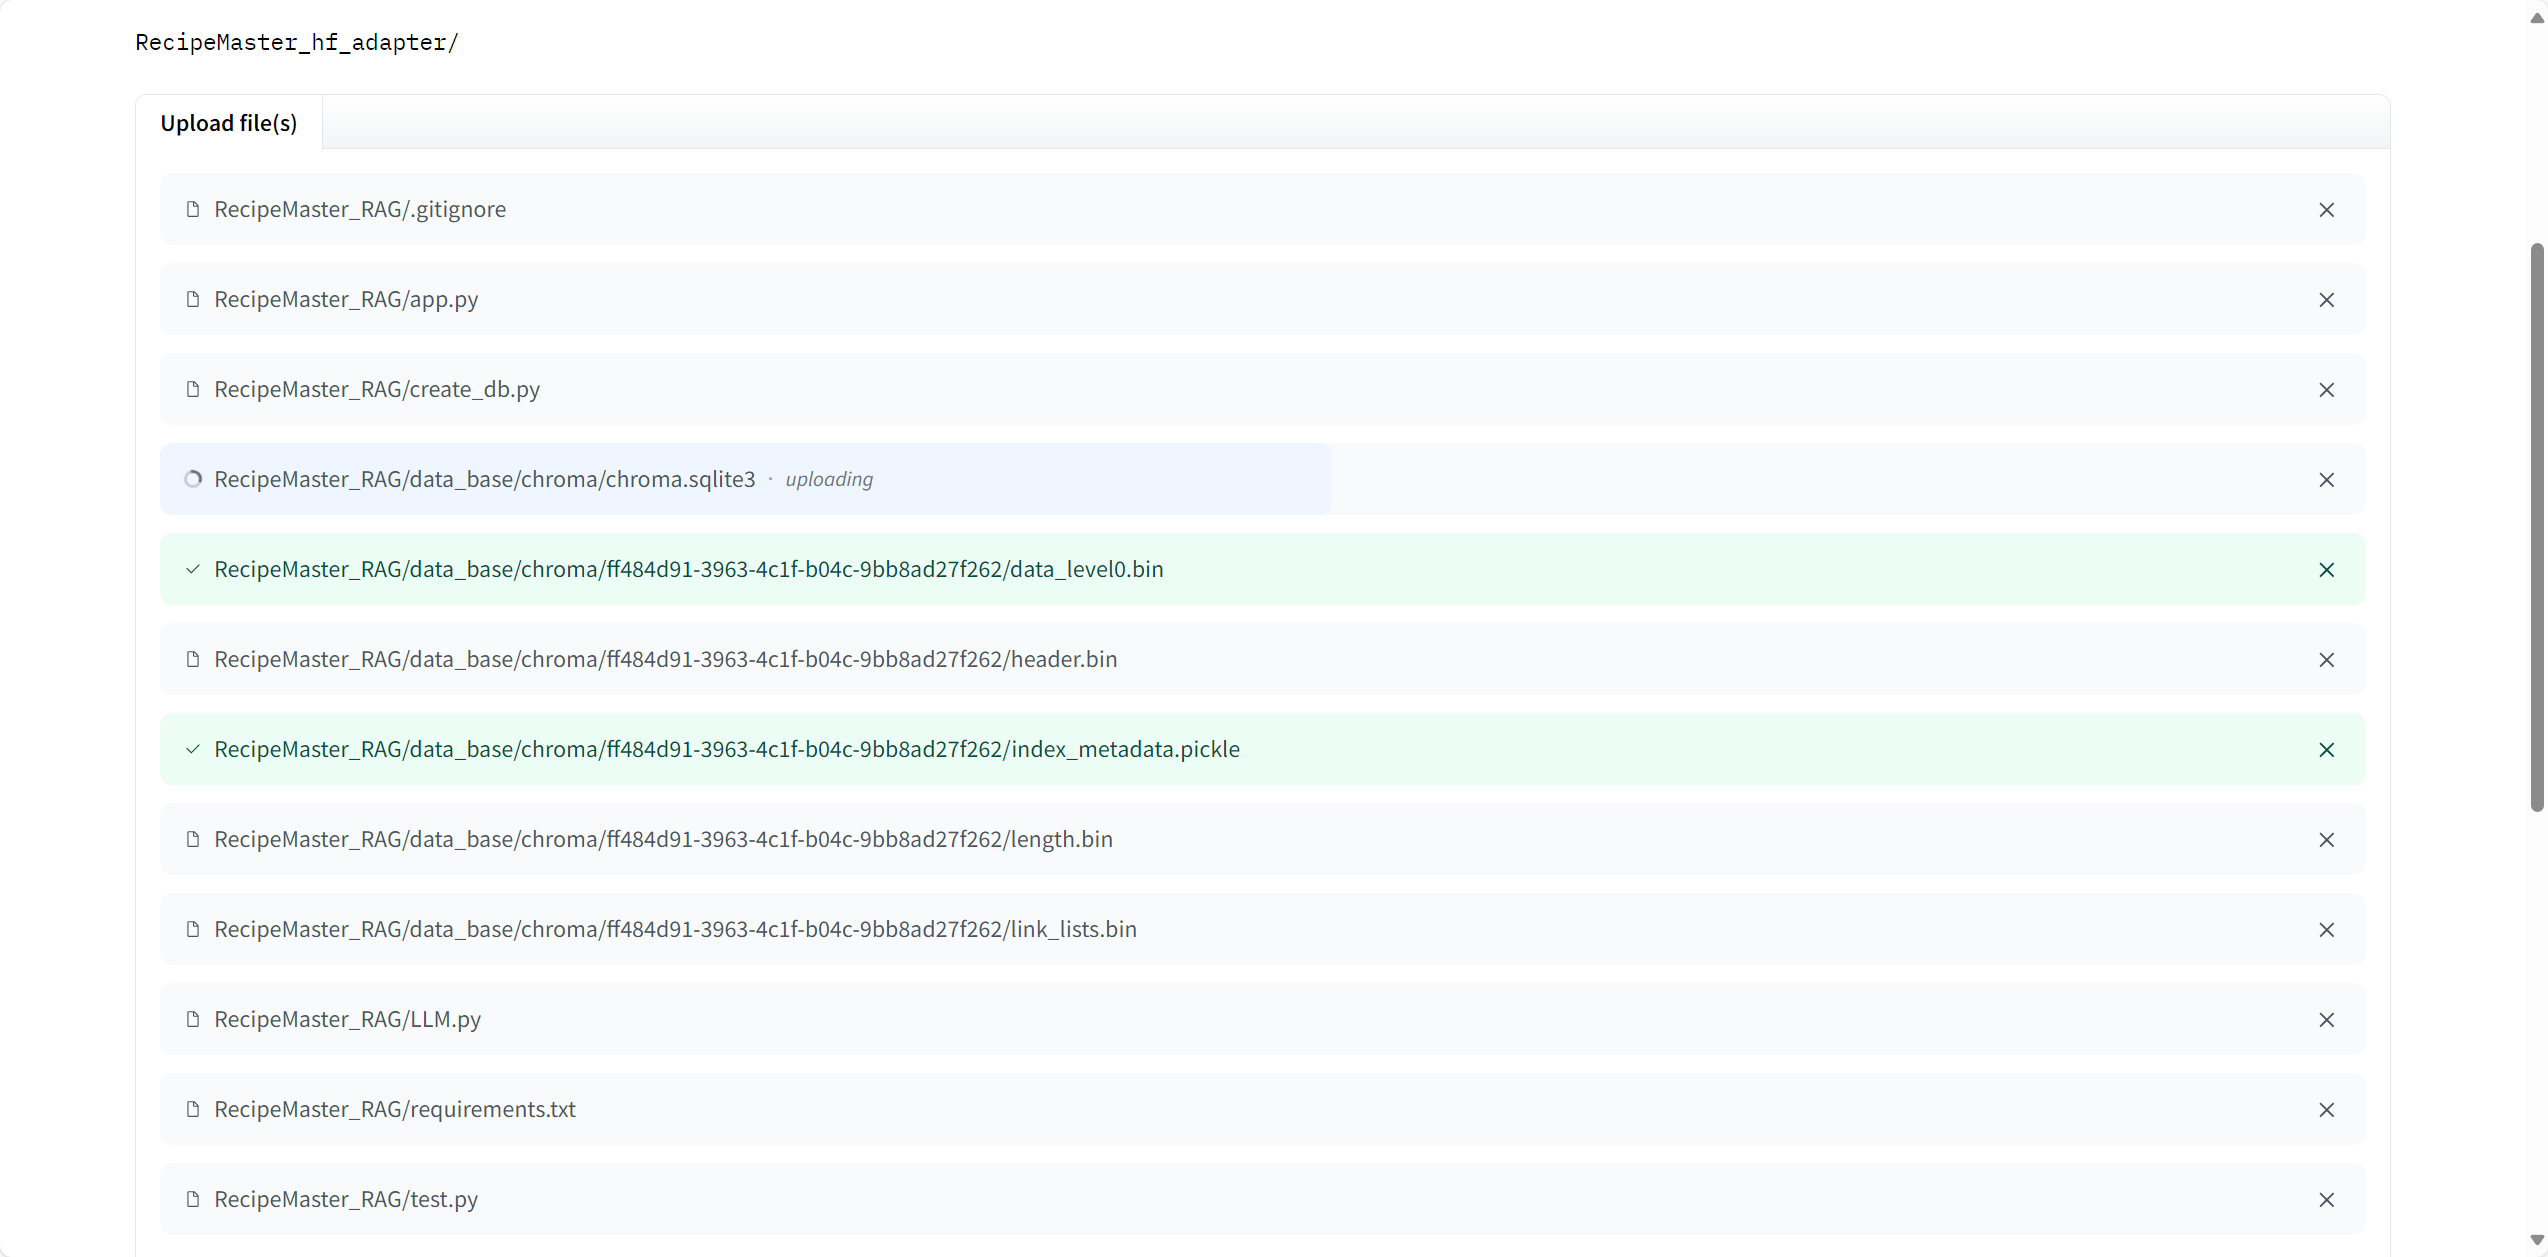 RecipeMaster_hf_adapter/
Upload file(s)
RecipeMaster_RAG/.gitignore
RecipeMaster_RAG/app.py
RecipeMaster_RAG/create_db.py
RecipeMaster_RAG/data_base/chroma/chroma.sqlite3 · uploading
RecipeMaster_RAG/data_base/chroma/ff484d91-3963-4c1f-b04c-9bb8ad27f262/data_level0.bin
RecipeMaster_RAG/data_base/chroma/ff484d91-3963-4c1f-b04c-9bb8ad27f262/header.bin
RecipeMaster_RAG/data_base/chroma/ff484d91-3963-4c1f-b04c-9bb8ad27f262/index_metadata.pickle
RecipeMaster_RAG/data_base/chroma/ff484d91-3963-4c1f-b04c-9bb8ad27f262/length.bin
RecipeMaster_RAG/data_base/chroma/ff484d91-3963-4c1f-b04c-9bb8ad27f262/link_lists.bin
RecipeMaster_RAG/LLM.py
RecipeMaster_RAG/requirements.txt
RecipeMaster_RAG/test.py